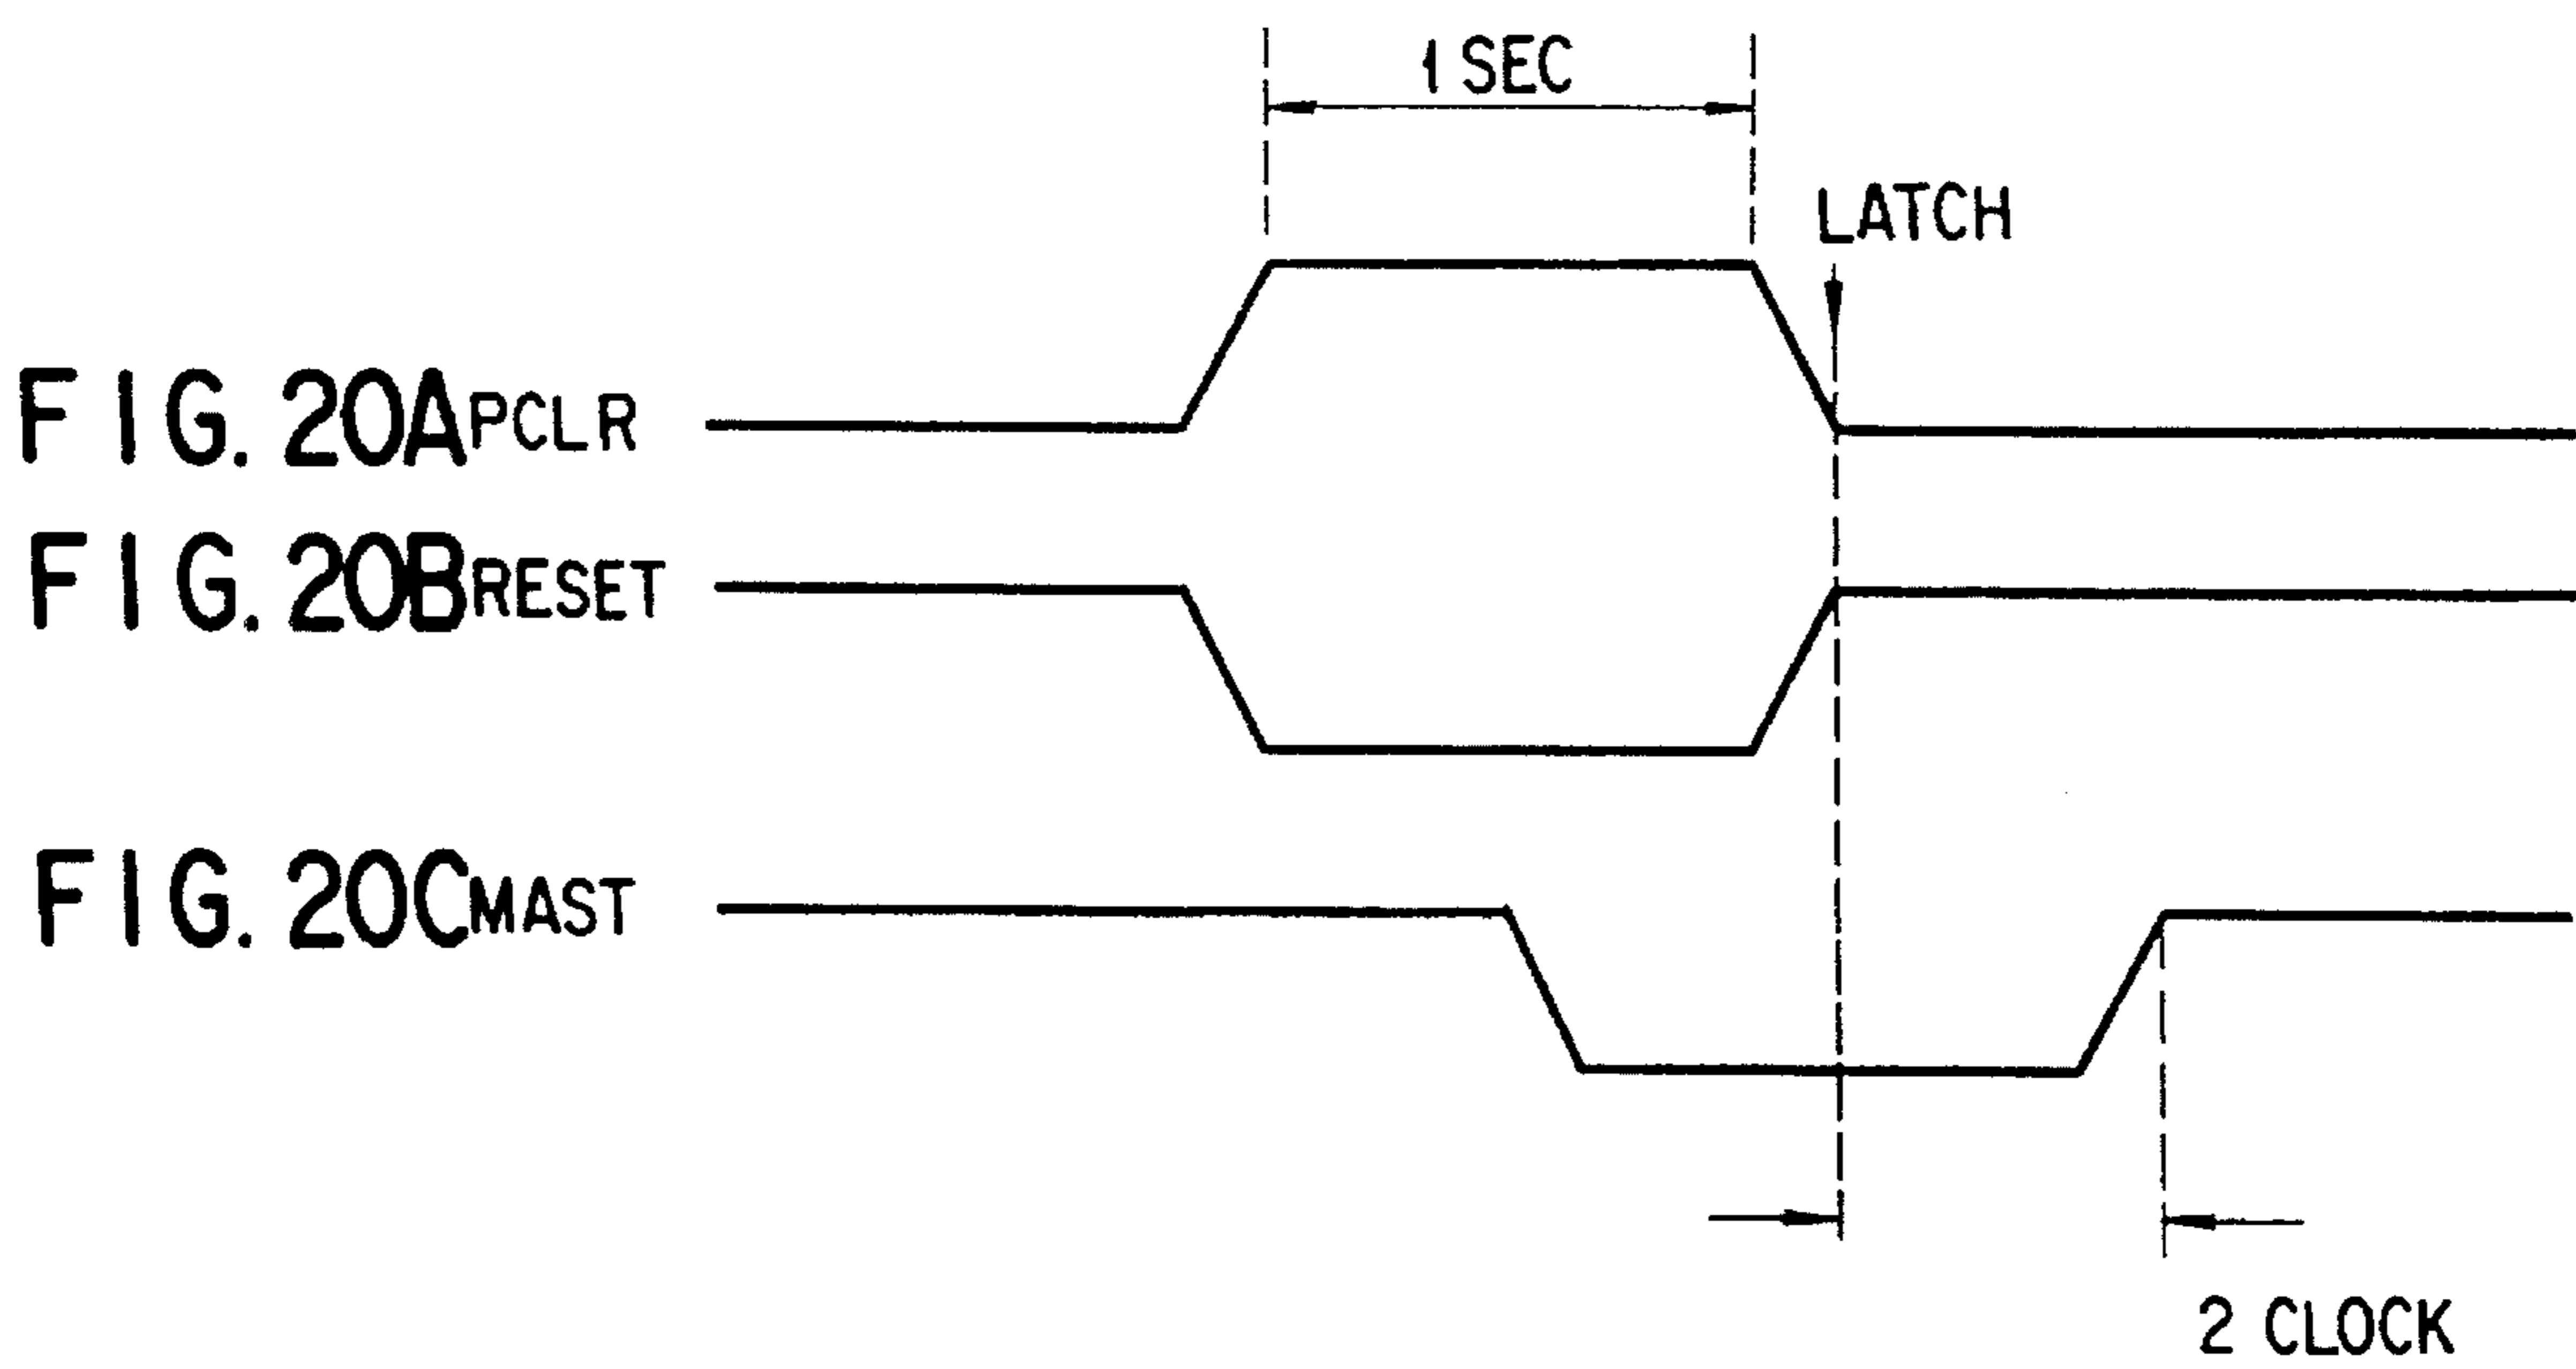 1 SEC
LATCH
FIG. 20A PCLR
FIG. 20B RESET
FIG. 20C MAST
2 CLOCK